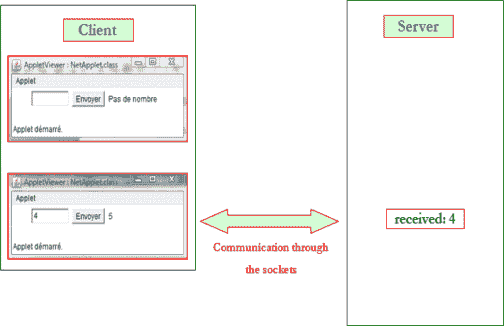 Client
AppletViewer : NetApplet.class
Applet
Envoyer Pas de nombre
Applet démarré.
AppletViewer : NetApplet.class
Applet
4 Envoyer 5
Applet démarré.
Communication through
the sockets
Server
received: 4